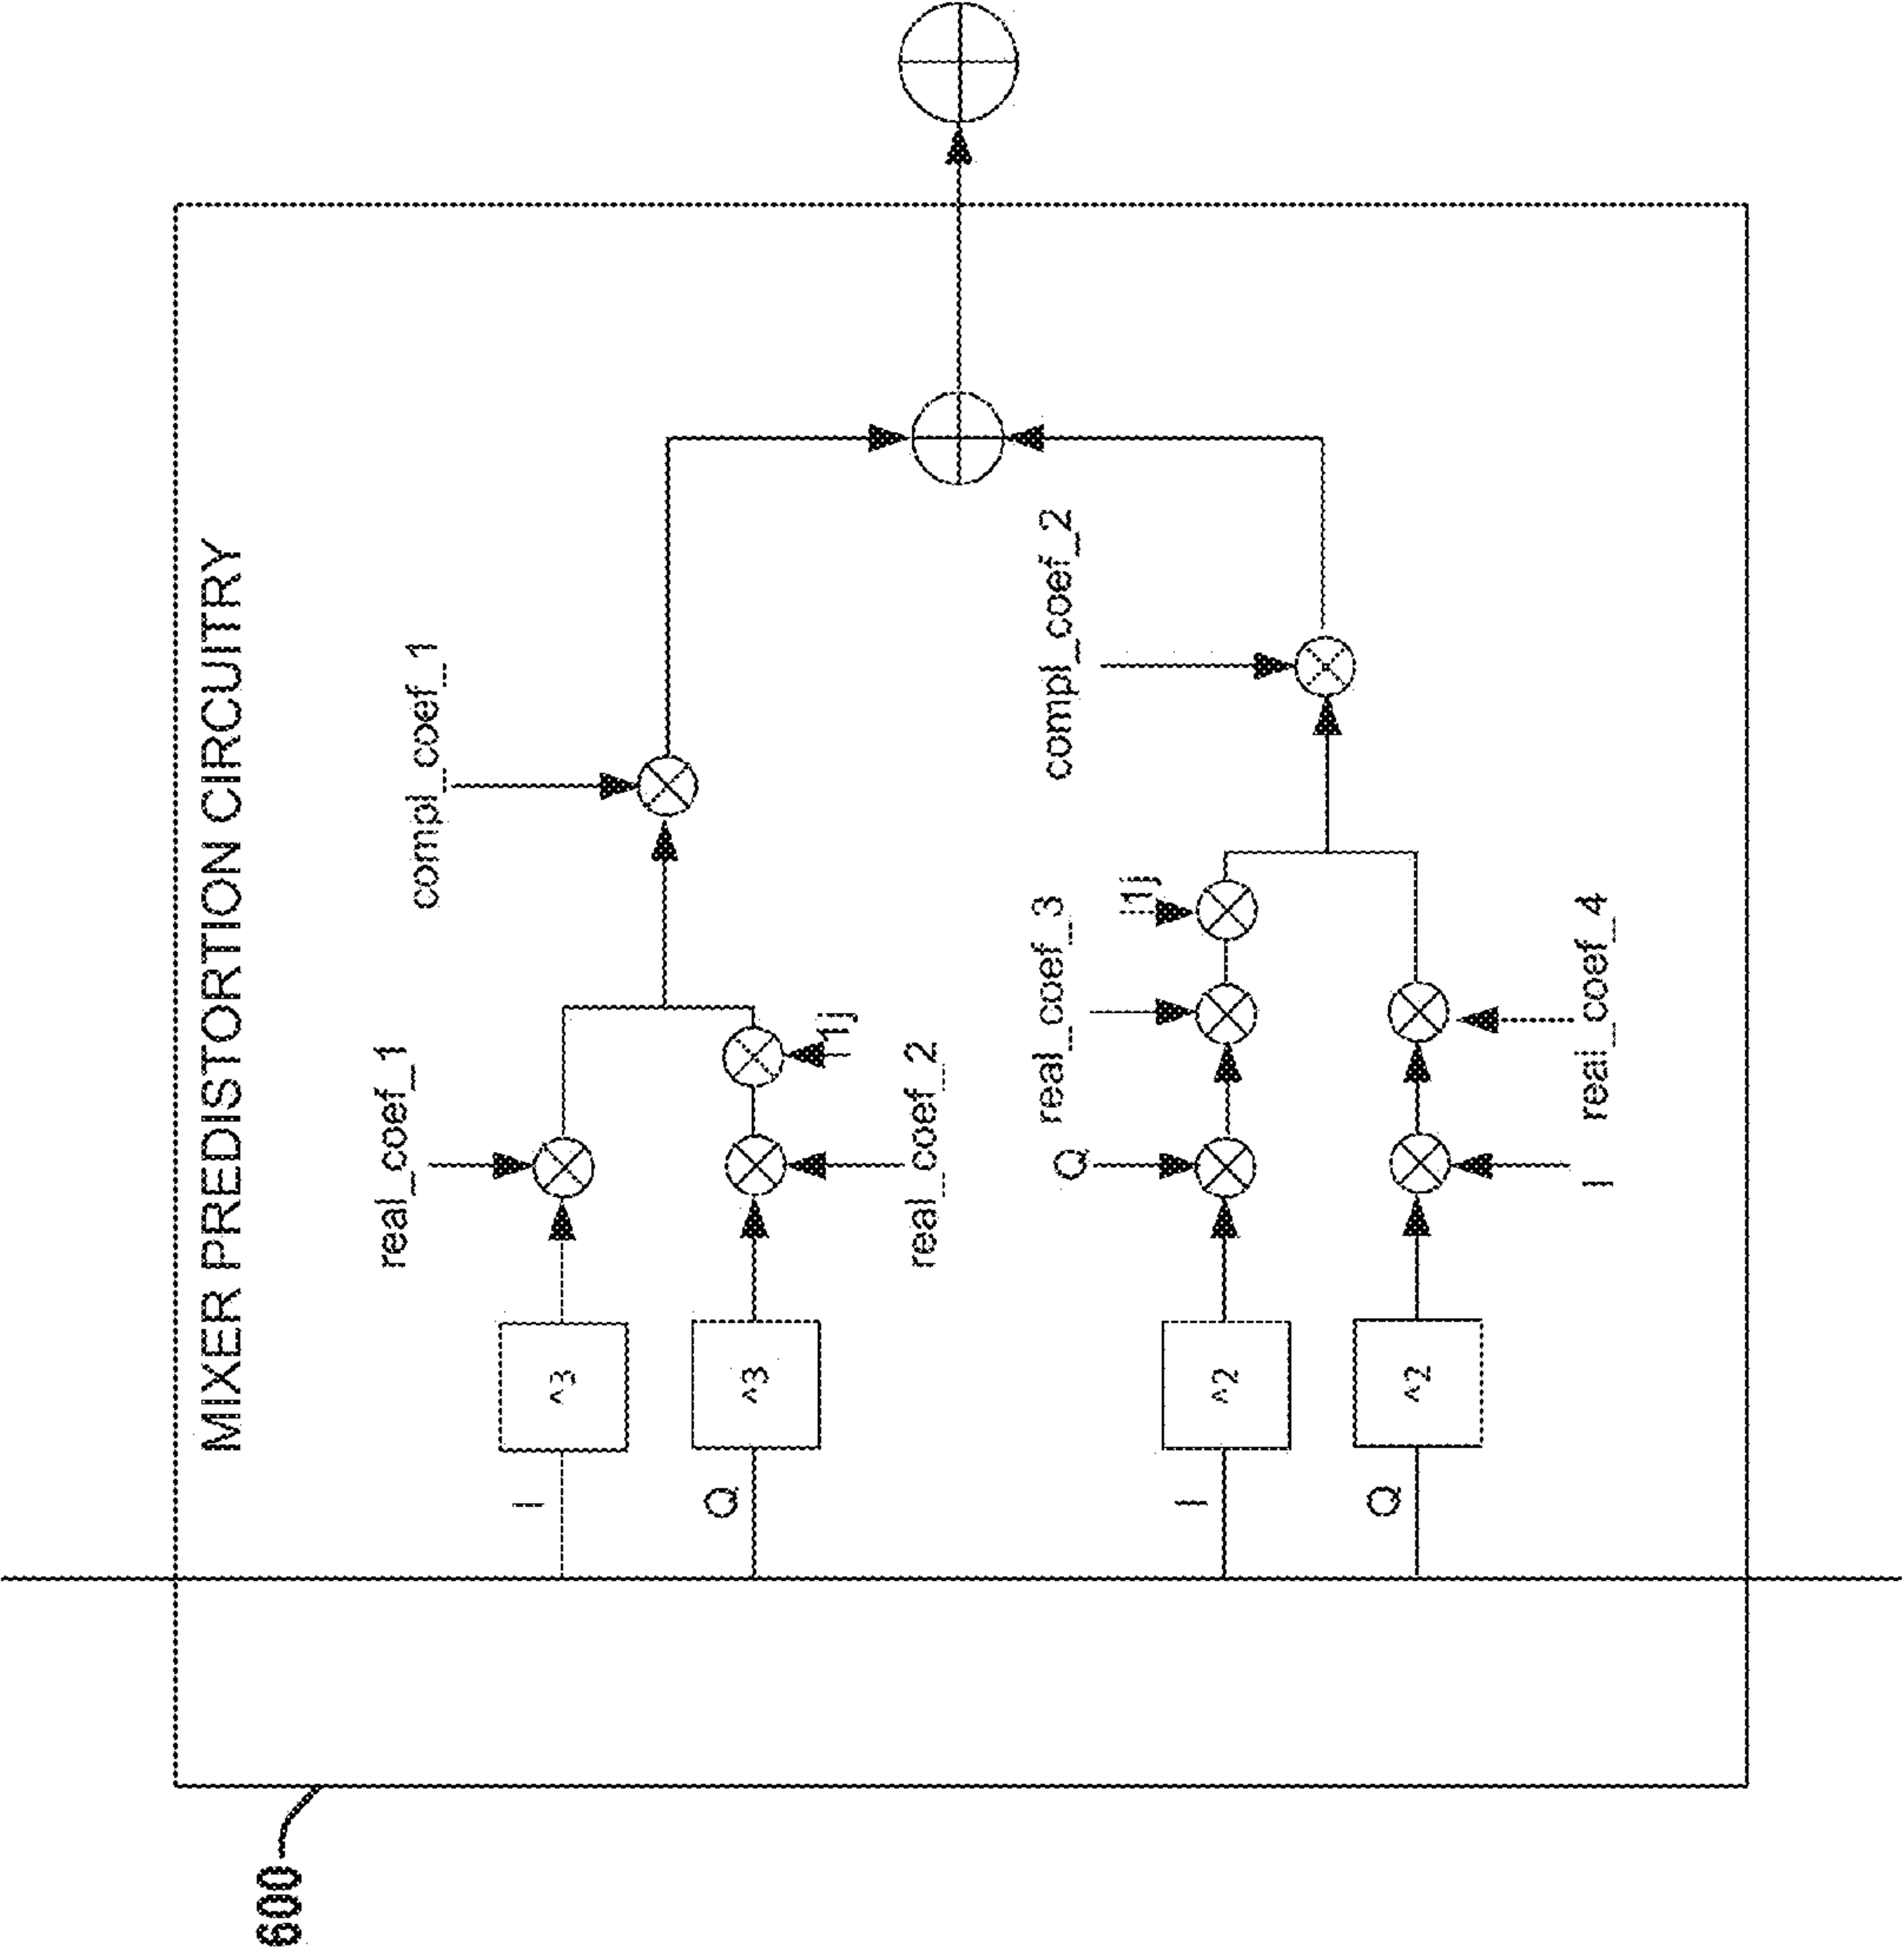 600
MIXER PREDISTORTION CIRCUITRY
I
^3
real_coef_1
compl_coef_1
Q
^3
real_coef_2
1j
I
^2
Q
real_coef_3
1j
compl_coef_2
Q
^2
I
real_coef_4